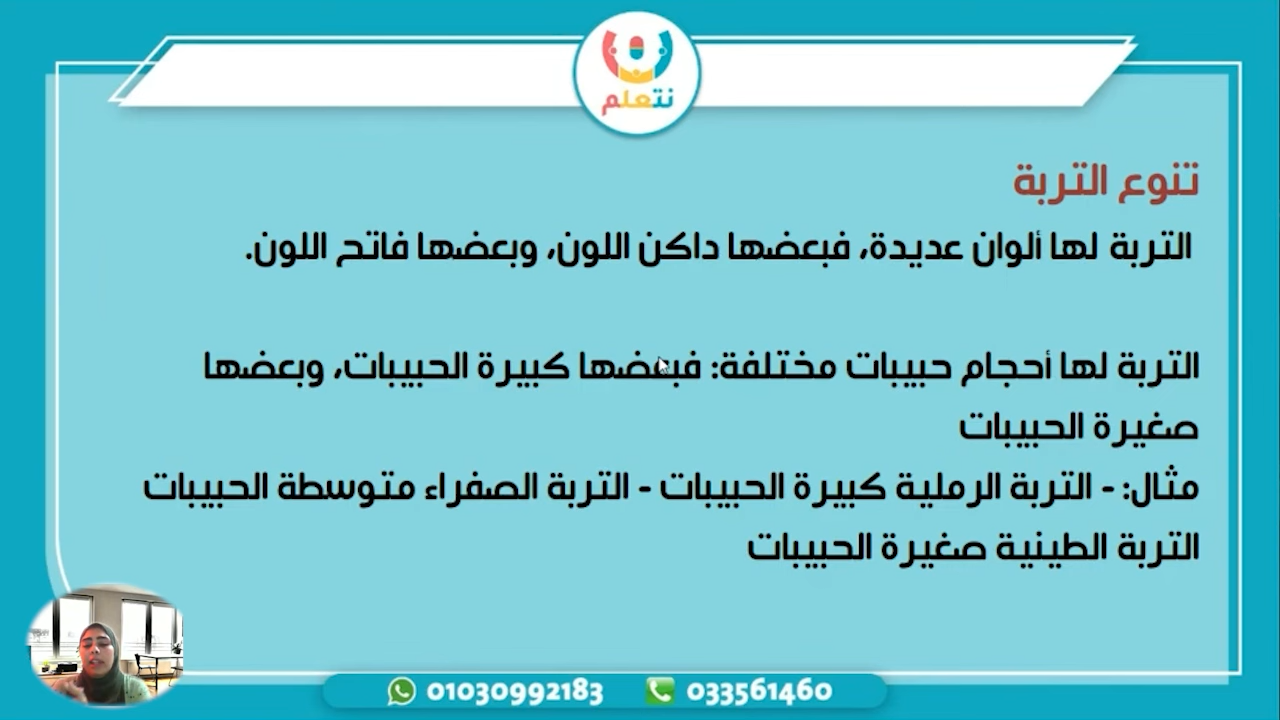 نتعلم
تنوع التربة
التربة لها ألوان عديدة، فبعضها داكن اللون، وبعضها فاتح اللون.
التربة لها أحجام حبيبات مختلفة: فبعضها كبيرة الحبيبات، وبعضها
صغيرة الحبيبات
مثال: - التربة الرملية كبيرة الحبيبات - التربة الصفراء متوسطة الحبيبات
التربة الطينية صغيرة الحبيبات
01030992183 033561460